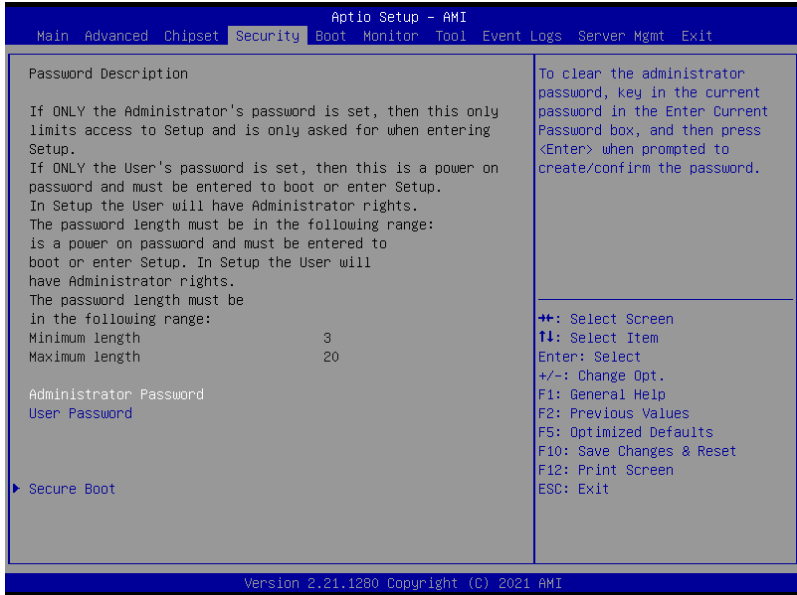 Aptio Setup – AMI
Main Advanced Chipset Security Boot Monitor Tool Event Logs Server Mgmt Exit
Password Description
If ONLY the Administrator's password is set, then this only
limits access to Setup and is only asked for when entering
Setup.
If ONLY the User's password is set, then this is a power on
password and must be entered to boot or enter Setup.
In Setup the User will have Administrator rights.
The password length must be in the following range:
is a power on password and must be entered to
boot or enter Setup. In Setup the User will
have Administrator rights.
The password length must be
in the following range:
Minimum length 3
Maximum length 20
Administrator Password
User Password
Secure Boot
To clear the administrator
password, key in the current
password in the Enter Current
Password box, and then press
<Enter> when prompted to
create/confirm the password.
→←: Select Screen
↑↓: Select Item
Enter: Select
+/-: Change Opt.
F1: General Help
F2: Previous Values
F5: Optimized Defaults
F10: Save Changes & Reset
F12: Print Screen
ESC: Exit
Version 2.21.1280 Copyright (C) 2021 AMI